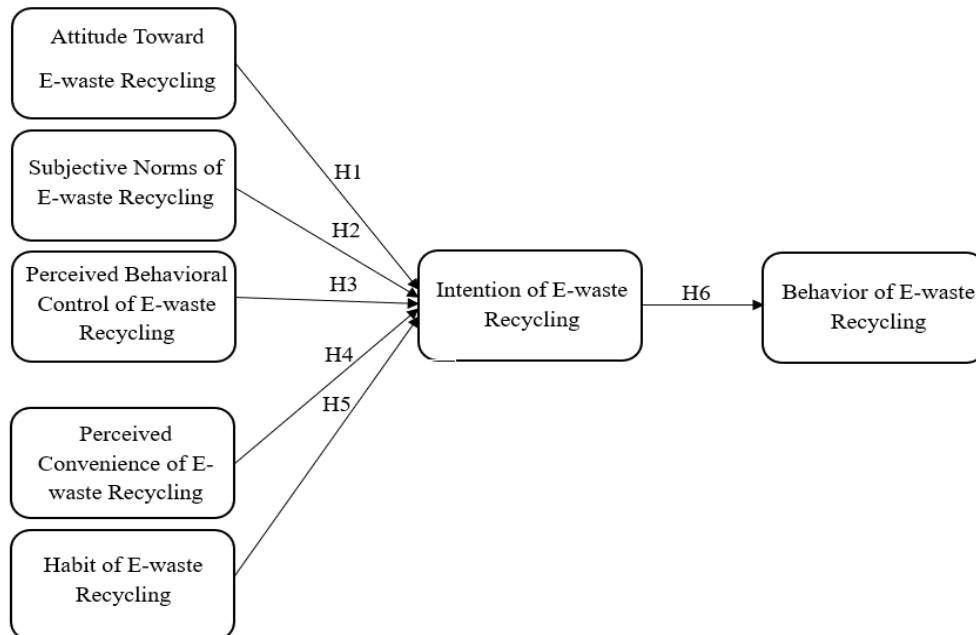 Attitude Toward
E-waste Recycling
H1
Subjective Norms of
E-waste Recycling
H2
Perceived Behavioral
Control of E-waste
Recycling
H3
Intention of E-waste
Recycling
H6
Behavior of E-waste
Recycling
H4
H5
Perceived
Convenience of E-
waste Recycling
Habit of E-waste
Recycling